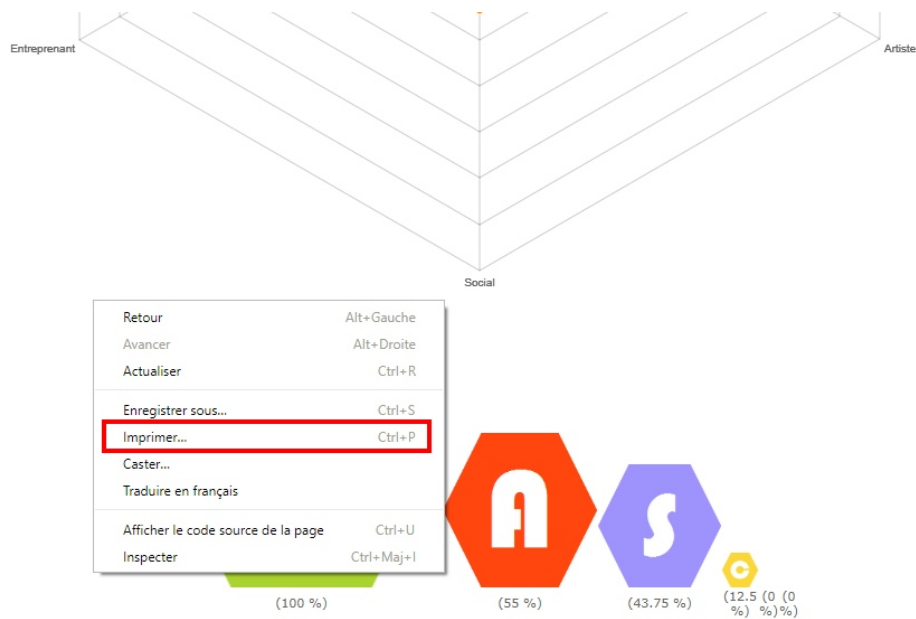 Entreprenant
Artiste
Social
Retour Alt+Gauche
Avancer Alt+Droite
Actualiser Ctrl+R
Enregistrer sous... Ctrl+S
Imprimer... Ctrl+P
Caster...
Traduire en français
Afficher le code source de la page Ctrl+U
Inspecter Ctrl+Maj+I
A
S
C
(100 %)
(55 %)
(43.75 %)
(12.5 (0 (0
%) %)%)